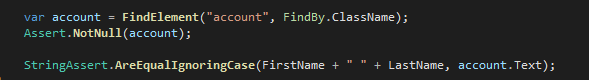 var account = FindElement("account", FindBy.ClassName);
Assert.NotNull(account);
StringAssert.AreEqualIgnoringCase(FirstName + " " + LastName, account.Text);